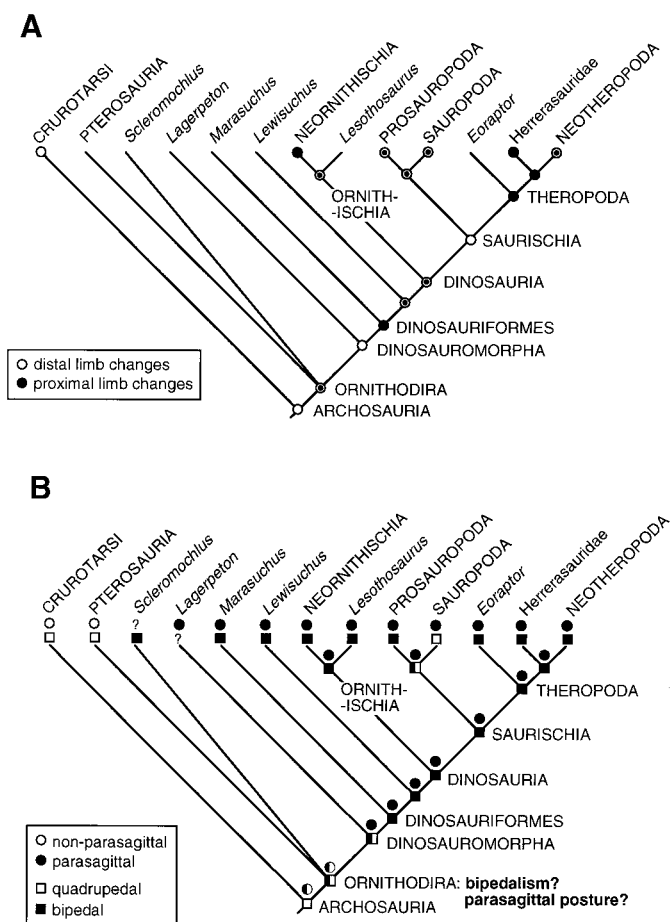 A
CRUROTARSI
PTEROSAURIA
Scleromochlus
Lagerpeton
Marasuchus
Lewisuchus
NEORNITHISCHIA
Lesothosaurus
PROSAUROPODA
SAUROPODA
Eoraptor
Herrerasauridae
NEOTHEROPODA
ORNITH-
-ISCHIA
THEROPODA
SAURISCHIA
DINOSAURIA
DINOSAURIFORMES
DINOSAUROMORPHA
ORNITHODIRA
ARCHOSAURIA
distal limb changes
proximal limb changes
B
CRUROTARSI
PTEROSAURIA
Scleromochlus
Lagerpeton
Marasuchus
Lewisuchus
NEORNITHISCHIA
Lesothosaurus
PROSAUROPODA
SAUROPODA
Eoraptor
Herrerasauridae
NEOTHEROPODA
?
?
ORNITH-
-ISCHIA
THEROPODA
SAURISCHIA
DINOSAURIA
DINOSAURIFORMES
DINOSAUROMORPHA
ORNITHODIRA: bipedalism?
parasagittal posture?
ARCHOSAURIA
non-parasagittal
parasagittal
quadrupedal
bipedal